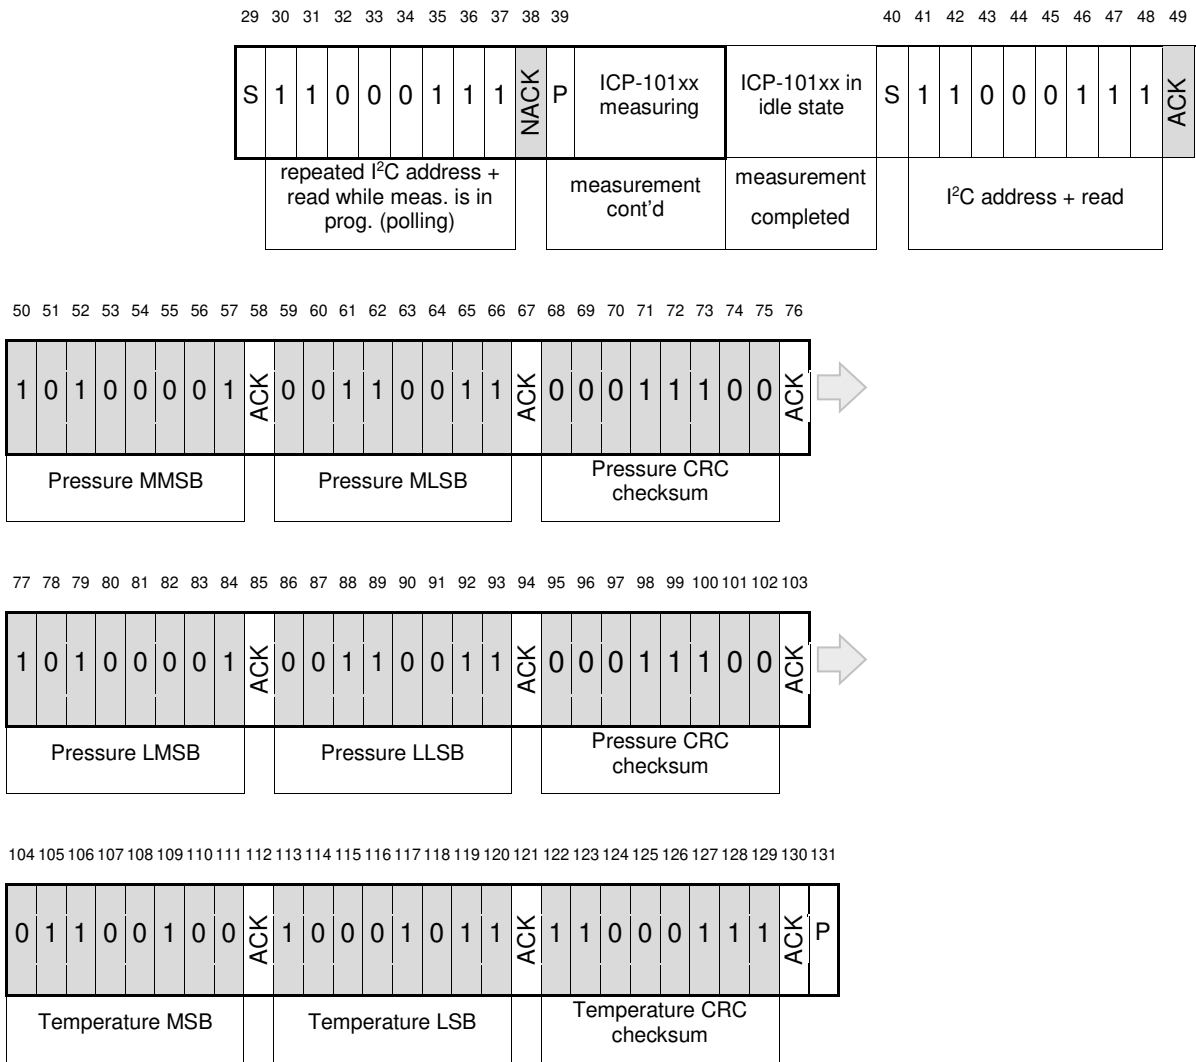 29 30 31 32 33 34 35 36 37 38 39 40 41 42 43 44 45 46 47 48 49
S 1 1 0 0 0 1 1 1 NACK P ICP-101xx measuring ICP-101xx in idle state S 1 1 0 0 0 1 1 1 ACK
repeated I²C address +
read while meas. is in
prog. (polling)
measurement
cont'd
measurement
completed
I²C address + read
50 51 52 53 54 55 56 57 58 59 60 61 62 63 64 65 66 67 68 69 70 71 72 73 74 75 76
1 0 1 0 0 0 0 1 ACK 0 0 1 1 0 0 1 1 ACK 0 0 0 1 1 1 0 0 ACK
Pressure MMSB
Pressure MLSB
Pressure CRC
checksum
77 78 79 80 81 82 83 84 85 86 87 88 89 90 91 92 93 94 95 96 97 98 99 100 101 102 103
1 0 1 0 0 0 0 1 ACK 0 0 1 1 0 0 1 1 ACK 0 0 0 1 1 1 0 0 ACK
Pressure LMSB
Pressure LLSB
Pressure CRC
checksum
104 105 106 107 108 109 110 111 112 113 114 115 116 117 118 119 120 121 122 123 124 125 126 127 128 129 130 131
0 1 1 0 0 1 0 0 ACK 1 0 0 0 1 0 1 1 ACK 1 1 0 0 0 1 1 1 ACK P
Temperature MSB
Temperature LSB
Temperature CRC
checksum